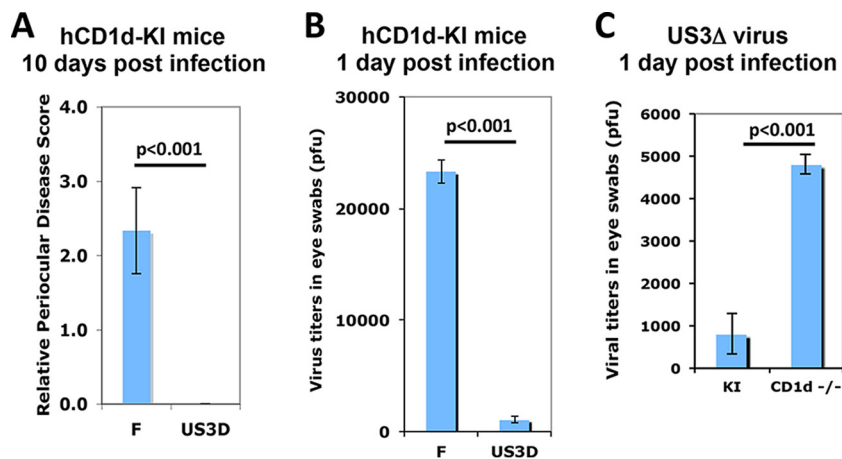 A
hCD1d-KI mice
10 days post infection
Relative Periocular Disease Score
4.0
3.0
2.0
1.0
0.0
p<0.001
F US3D
B
hCD1d-KI mice
1 day post infection
Virus titers in eye swabs (pfu)
30000
20000
10000
0
p<0.001
F US3D
C
US3Δ virus
1 day post infection
Viral titers in eye swabs (pfu)
6000
5000
4000
3000
2000
1000
0
p<0.001
KI CD1d -/-